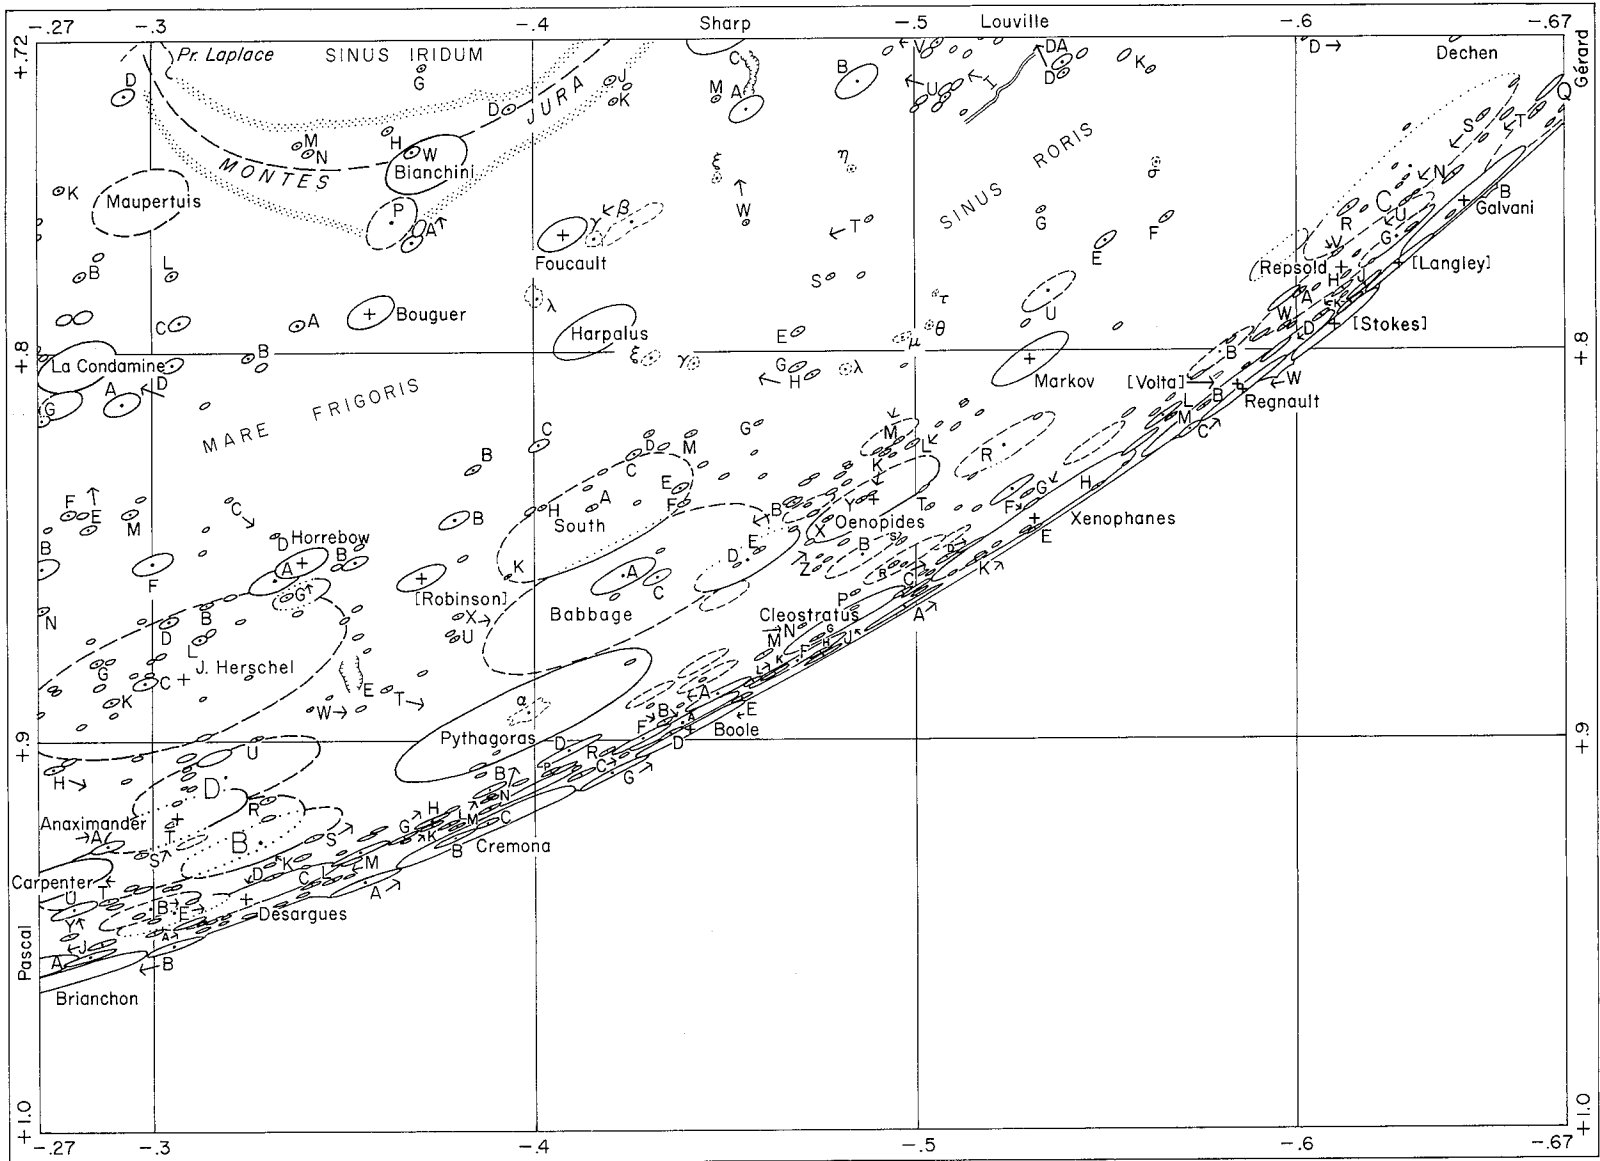 -.27 -.3 -.4 Sharp -.5 Louville -.6 -.67
+.72
Pr. Laplace SINUS IRIDUM
Dechen
Gérard
D G D J K M C A B V U I DA D K D Q
JURA
M N H W
MONTES
Bianchini
S T
SINUS RORIS
K
Maupertuis
P A
ξ η σ
W T G F E
γ β
Foucault
N B C U R G V
Galvani
Repsold
[Langley]
B L
λ S τ
H J
C A
Bouguer
Harpalus
E μ θ U
A W K D
[Stokes]
+.8
ξ γ G H λ
+.8
La Condamine
B
A D
G
Markov
B
[Volta]
B W
Regnault
MARE FRIGORIS
L M C
C D M G M L R
B C K
H A E F
South
B Y T
Oenopides
X
F G H
Xenophanes
E
F E M C B
B D
Horrebow
B
A G
F
[Robinson]
K
A C
Babbage
D E
Z B S R D C K
N B D
X U
P
Cleostratus
A
L
J. Herschel
G C K
M N G H F J
L K
W E T
α
A
Pythagoras
F B A E
Boole
D
+.9
+.9
U D R C G
H D
B N
R
Anaximander
A T S
B S
H G K L M C
B
Cremona
Carpenter
U T
K D C L M A
Desargues
Y B E
J A
A B
Brianchon
Pascal
+1.0
+1.0
-.27 -.3 -.4 -.5 -.6 -.67